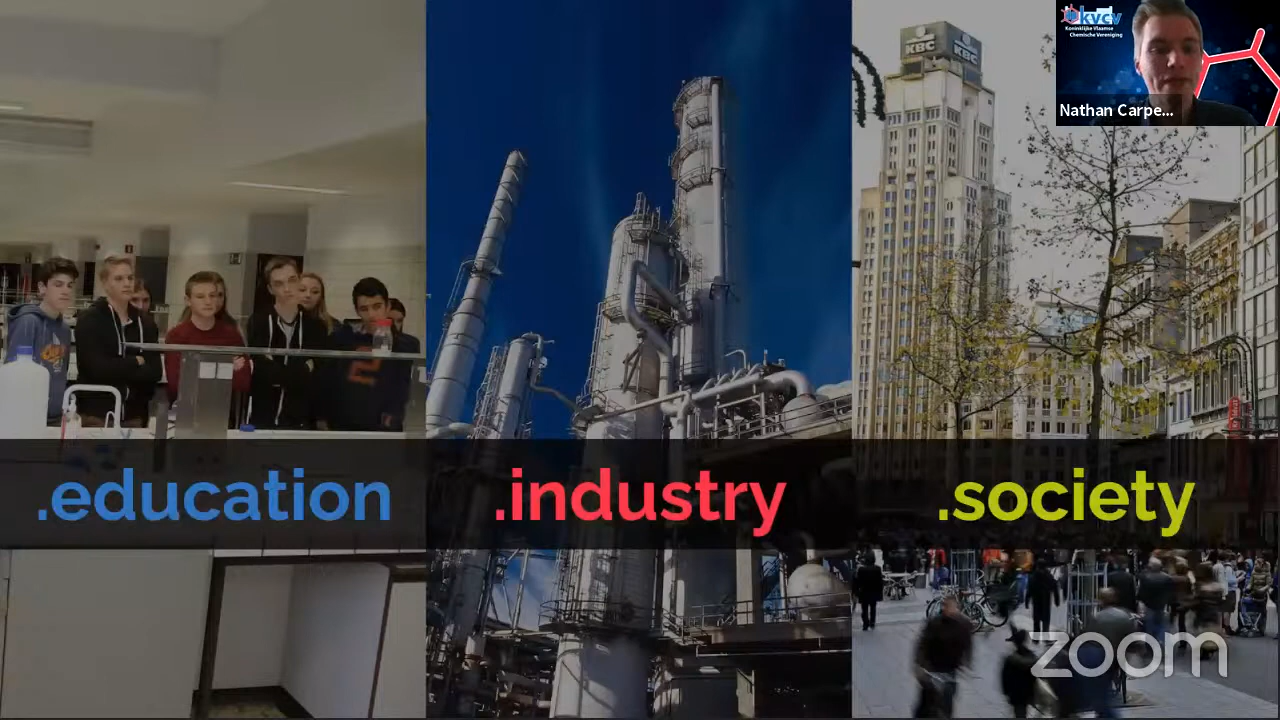 KBC
KBC
kvcv
Koninklijke Vlaamse
Chemische Vereniging
Nathan Carpe...
.education
.industry
.society
zoom